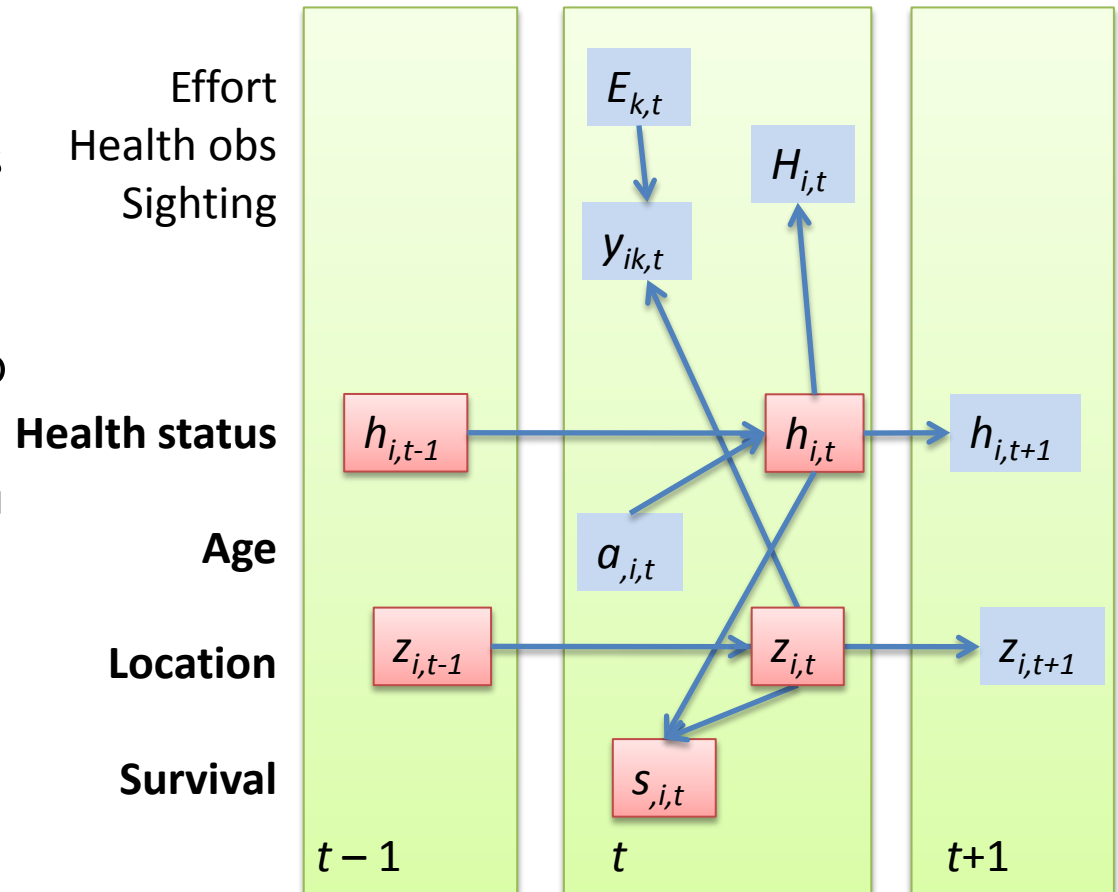 Effort
Health obs
Sighting
E_{k,t}
H_{i,t}
y_{ik,t}
Health status
h_{i,t-1}
h_{i,t}
h_{i,t+1}
Age
a_{,i,t}
Location
z_{i,t-1}
z_{i,t}
z_{i,t+1}
Survival
s_{,i,t}
t – 1
t
t+1